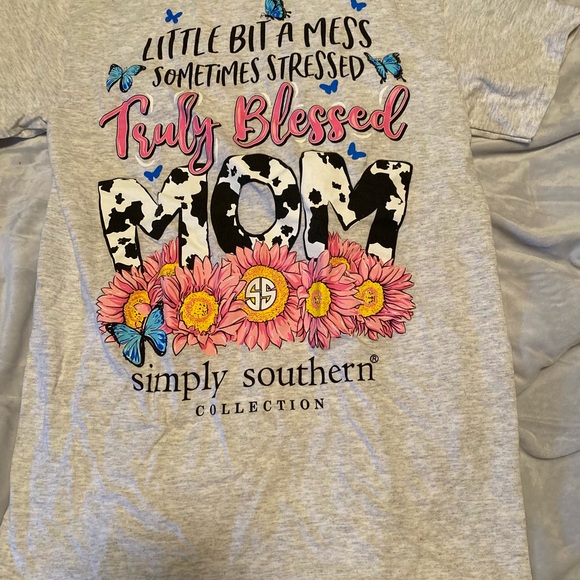 LITTLE BIT A MESS
SOMETIMES STRESSED
Truly Blessed
MOM
SS
simply southern®
COLLECTION